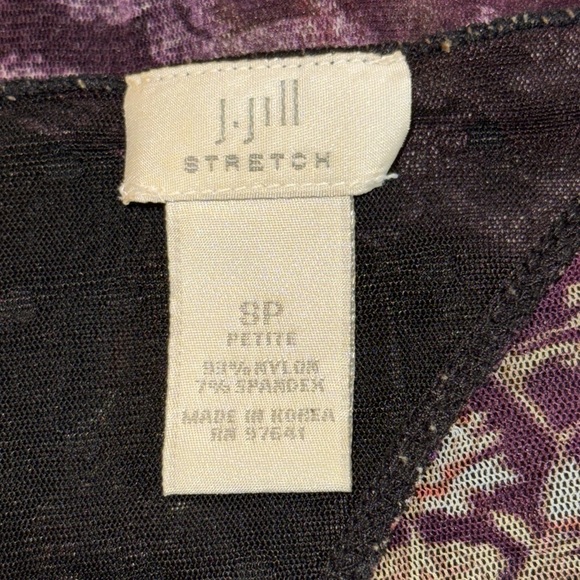 J.Jill
STRETCH
8P
PETITE
93% NYLON
7% SPANDEX
MADE IN KOREA
RN 97641